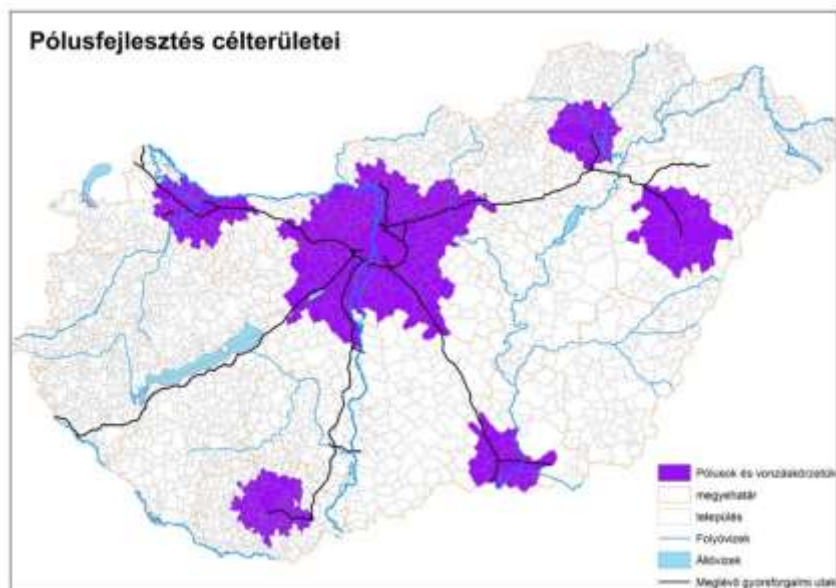 Pólusfejlesztés célterületei
Pólusok és vonzáskörzetük
megyehatár
település
Folyóvizek
Állóvizek
Meglévő gyorsforgalmi utak